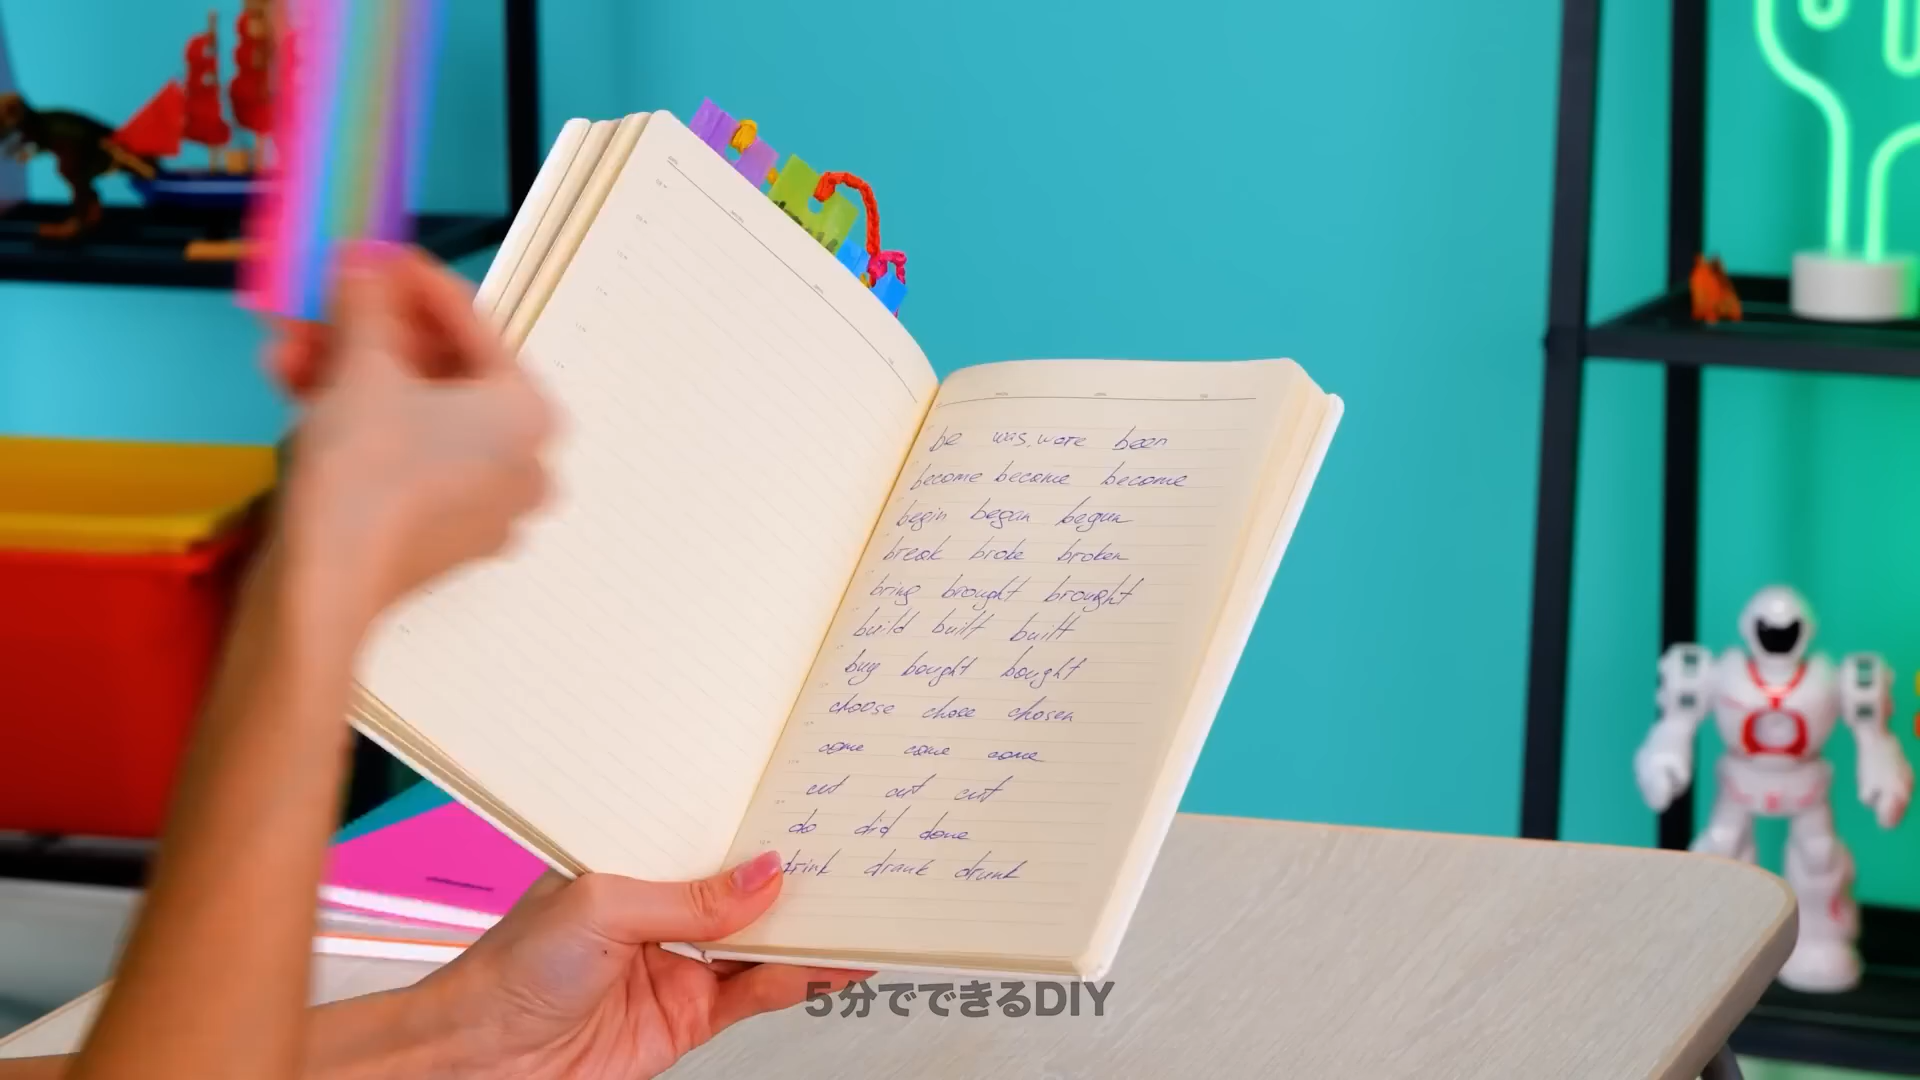 be was, were been
become became become
begin began begun
break broke broken
bring brought brought
build built built
buy bought bought
choose chose chosen
come came come
cut cut cut
do did done
drink drank drunk
5分でできるDIY